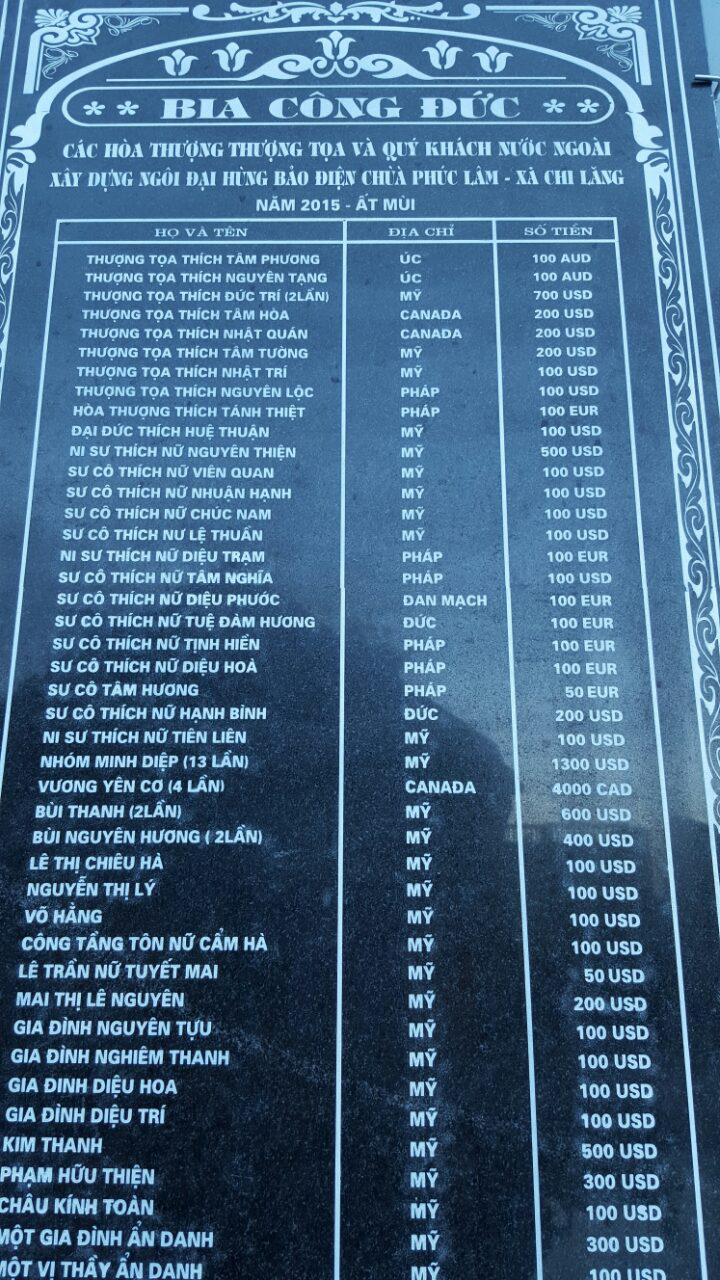 ** BIA CÔNG ĐỨC **
CÁC HÒA THƯỢNG THƯỢNG TỌA VÀ QUÝ KHÁCH NƯỚC NGOÀI
XÂY DỰNG NGÔI ĐẠI HÙNG BẢO ĐIỆN CHÙA PHÚC LÂM - XÃ CHI LĂNG
NĂM 2015 - ẤT MÙI
HỌ VÀ TÊN ĐỊA CHỈ SỐ TIỀN
THƯỢNG TỌA THÍCH TÂM PHƯƠNG ÚC 100 AUD
THƯỢNG TỌA THÍCH NGUYÊN TẠNG ÚC 100 AUD
THƯỢNG TỌA THÍCH ĐỨC TRÍ (2LẦN) MỸ 700 USD
THƯỢNG TỌA THÍCH TÂM HÒA CANAĐA 200 USD
THƯỢNG TỌA THÍCH NHẬT QUÁN CANAĐA 200 USD
THƯỢNG TỌA THÍCH TÂM TƯỜNG MỸ 200 USD
THƯỢNG TỌA THÍCH NHẬT TRÍ MỸ 100 USD
THƯỢNG TỌA THÍCH NGUYÊN LỘC PHÁP 100 USD
HÒA THƯỢNG THÍCH TÁNH THIỆT PHÁP 100 EUR
ĐẠI ĐỨC THÍCH HUỆ THUẬN MỸ 100 USD
NI SƯ THÍCH NỮ NGUYÊN THIỆN MỸ 500 USD
SƯ CÔ THÍCH NỮ VIÊN QUAN MỸ 100 USD
SƯ CÔ THÍCH NỮ NHUẬN HẠNH MỸ 100 USD
SƯ CÔ THÍCH NỮ CHÚC NAM MỸ 100 USD
SƯ CÔ THÍCH NƯ LỆ THUẤN MỸ 100 USD
NI SƯ THÍCH NỮ DIỆU TRẠM PHÁP 100 EUR
SƯ CÔ THÍCH NỮ TÂM NGHĨA PHÁP 100 USD
SƯ CÔ THÍCH NỮ DIỆU PHƯỚC ĐAN MẠCH 100 EUR
SƯ CÔ THÍCH NỮ TUỆ ĐÀM HƯƠNG ĐỨC 100 EUR
SƯ CÔ THÍCH NỮ TỊNH HIỀN PHÁP 100 EUR
SƯ CÔ THÍCH NỮ DIỆU HOÀ PHÁP 100 EUR
SƯ CÔ TÂM HƯƠNG PHÁP 50 EUR
SƯ CÔ THÍCH NỮ HẠNH BÌNH ĐỨC 200 USD
NI SƯ THÍCH NỮ TIÊN LIÊN MỸ 100 USD
NHÓM MINH DIỆP (13 LẦN) MỸ 1300 USD
VƯƠNG YÊN CƠ (4 LẦN) CANAĐA 4000 CAD
BÙI THANH (2LẦN) MỸ 600 USD
BÙI NGUYÊN HƯƠNG ( 2LẦN) MỸ 400 USD
LÊ THỊ CHIÊU HÀ MỸ 100 USD
NGUYỄN THỊ LÝ MỸ 100 USD
VÕ HẰNG MỸ 100 USD
CÔNG TẰNG TÔN NỮ CẨM HÀ MỸ 100 USD
LÊ TRẦN NỮ TUYẾT MAI MỸ 50 USD
MAI THỊ LÊ NGUYÊN MỸ 200 USD
GIA ĐÌNH NGUYÊN TỰU MỸ 100 USD
GIA ĐÌNH NGHIÊM THANH MỸ 100 USD
GIA ĐINH DIỆU HOA MỸ 100 USD
GIA ĐÌNH DIỆU TRÍ MỸ 100 USD
KIM THANH MỸ 500 USD
PHẠM HỮU THIỆN MỸ 300 USD
CHÂU KÍNH TOÀN MỸ 100 USD
MỘT GIA ĐÌNH ẨN DANH MỸ 300 USD
MỘT VỊ THẦY ẨN DANH MỸ 100 USD